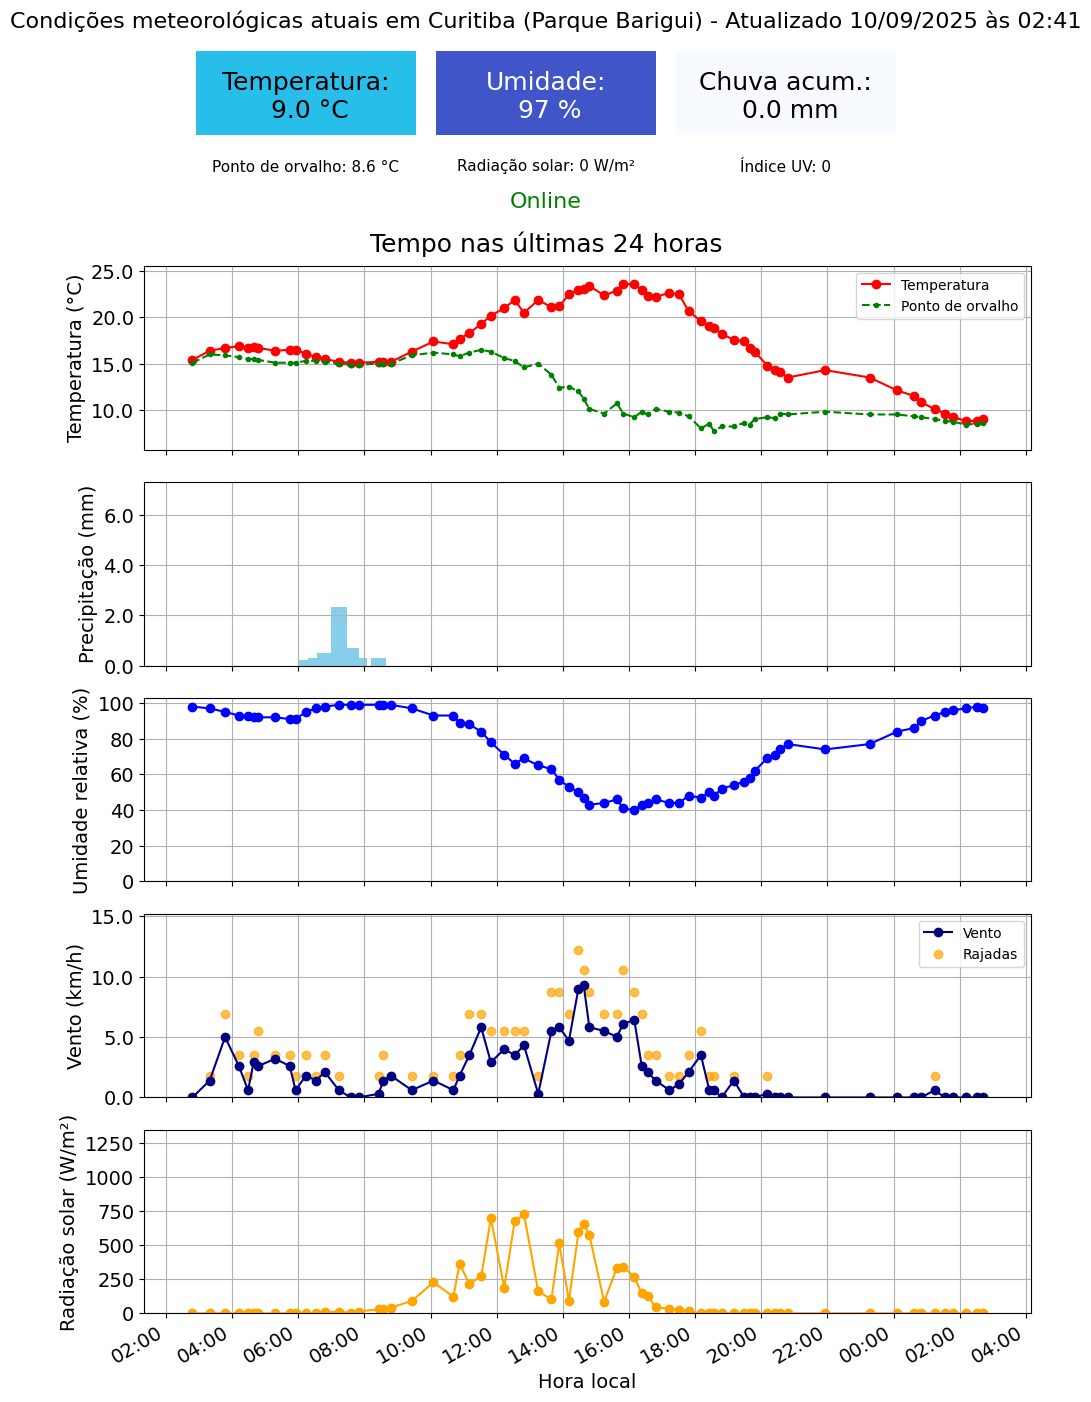 Condições meteorológicas atuais em Curitiba (Parque Barigui) - Atualizado 10/09/2025 às 02:41
Temperatura:
9.0 °C
Umidade:
97 %
Chuva acum.:
0.0 mm
Ponto de orvalho: 8.6 °C
Radiação solar: 0 W/m²
Índice UV: 0
Online
Tempo nas últimas 24 horas
Temperatura (°C)
25.0
20.0
15.0
10.0
Temperatura
Ponto de orvalho
Precipitação (mm)
6.0
4.0
2.0
0.0
Umidade relativa (%)
100
80
60
40
20
0
Vento (km/h)
15.0
10.0
5.0
0.0
Vento
Rajadas
Radiação solar (W/m²)
1250
1000
750
500
250
0
02:00
04:00
06:00
08:00
10:00
12:00
14:00
16:00
18:00
20:00
22:00
00:00
02:00
04:00
Hora local